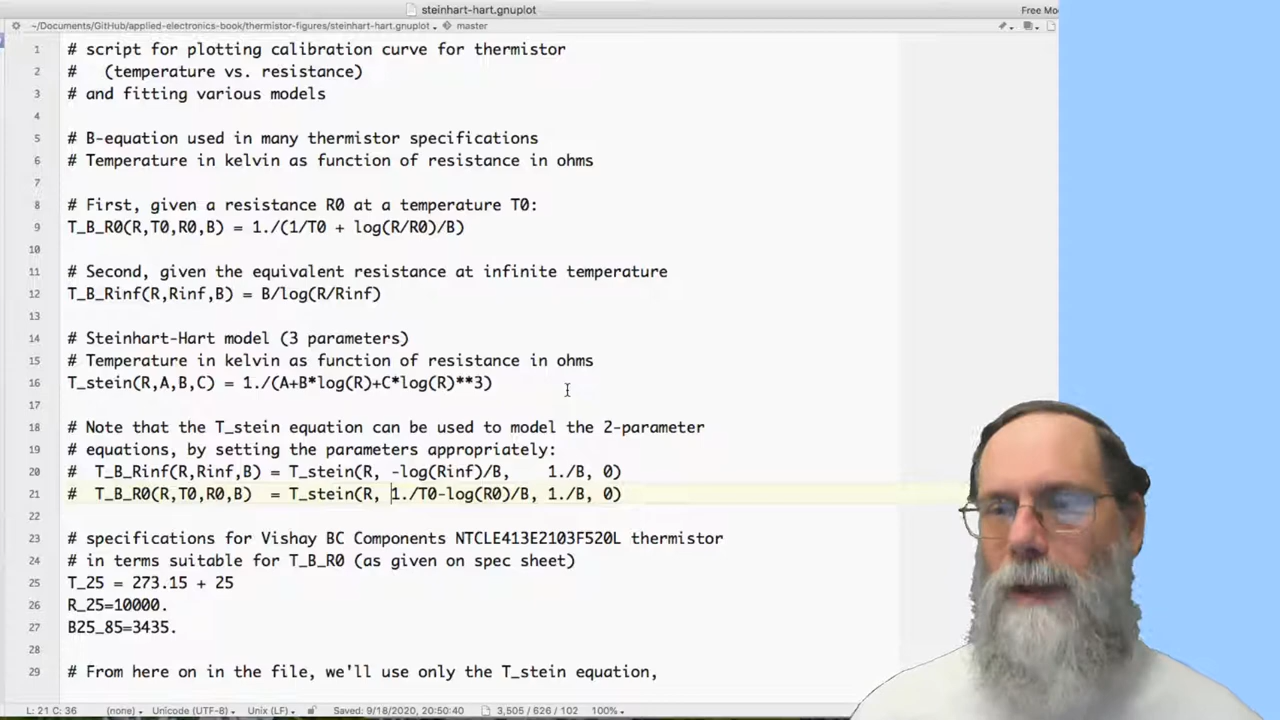 steinhart-hart.gnuplot
Free Mo
~/Documents/GitHub/applied-electronics-book/thermistor-figures/steinhart-hart.gnuplot
master
1 # script for plotting calibration curve for thermistor
2 #   (temperature vs. resistance)
3 # and fitting various models
4
5 # B-equation used in many thermistor specifications
6 # Temperature in kelvin as function of resistance in ohms
7
8 # First, given a resistance R0 at a temperature T0:
9 T_B_R0(R,T0,R0,B) = 1./(1/T0 + log(R/R0)/B)
10
11 # Second, given the equivalent resistance at infinite temperature
12 T_B_Rinf(R,Rinf,B) = B/log(R/Rinf)
13
14 # Steinhart-Hart model (3 parameters)
15 # Temperature in kelvin as function of resistance in ohms
16 T_stein(R,A,B,C) = 1./(A+B*log(R)+C*log(R)**3)
17
18 # Note that the T_stein equation can be used to model the 2-parameter
19 # equations, by setting the parameters appropriately:
20 #  T_B_Rinf(R,Rinf,B) = T_stein(R, -log(Rinf)/B,    1./B, 0)
21 #  T_B_R0(R,T0,R0,B)  = T_stein(R, 1./T0-log(R0)/B, 1./B, 0)
22
23 # specifications for Vishay BC Components NTCLE413E2103F520L thermistor
24 # in terms suitable for T_B_R0 (as given on spec sheet)
25 T_25 = 273.15 + 25
26 R_25=10000.
27 B25_85=3435.
28
29 # From here on in the file, we'll use only the T_stein equation,
L: 21 C: 36
(none)
Unicode (UTF-8)
Unix (LF)
Saved: 9/18/2020, 20:50:40
3,505 / 626 / 102
100%